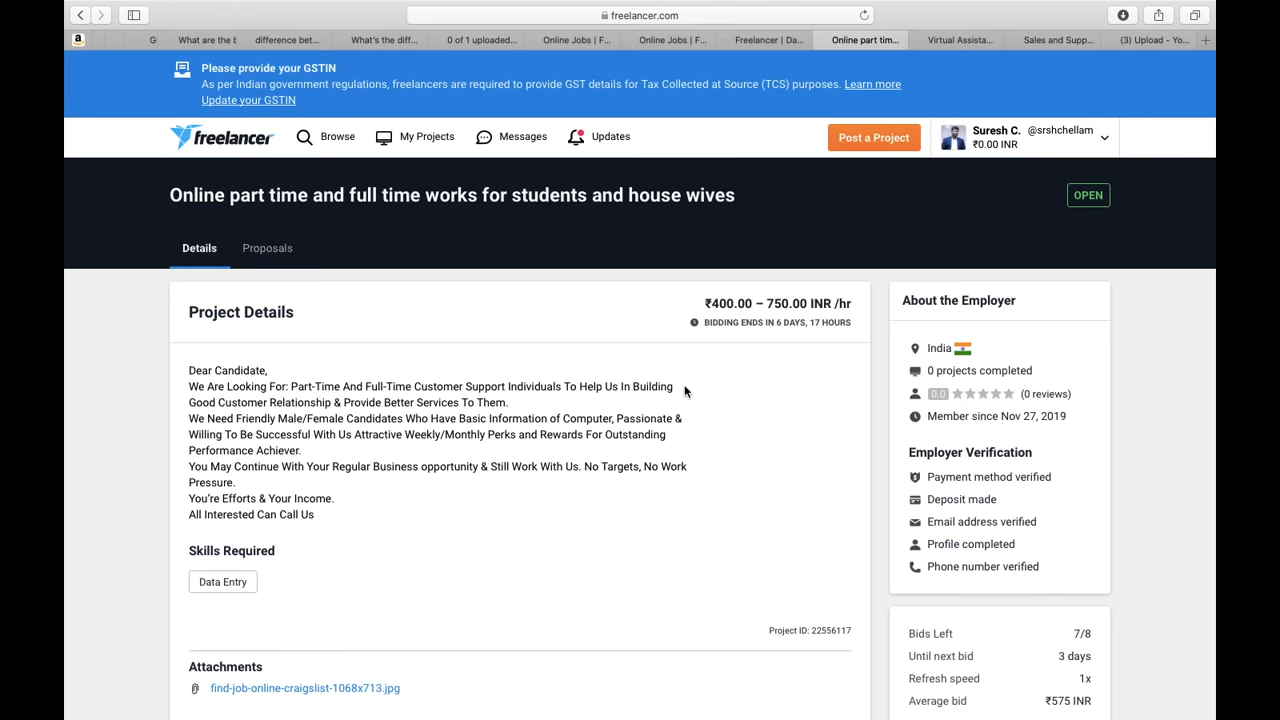 freelancer.com
G
What are the b
difference bet...
What's the diff...
0 of 1 uploaded...
Online Jobs | F...
Online Jobs | F...
Freelancer | Da...
Online part tim...
Virtual Assista...
Sales and Supp...
(3) Upload - Yo...
Please provide your GSTIN
As per Indian government regulations, freelancers are required to provide GST details for Tax Collected at Source (TCS) purposes. Learn more
Update your GSTIN
freelancer
Browse
My Projects
Messages
Updates
Post a Project
Suresh C. @srshchellam
₹0.00 INR
Online part time and full time works for students and house wives
OPEN
Details
Proposals
Project Details
₹400.00 – 750.00 INR /hr
BIDDING ENDS IN 6 DAYS, 17 HOURS
Dear Candidate,
We Are Looking For: Part-Time And Full-Time Customer Support Individuals To Help Us In Building
Good Customer Relationship & Provide Better Services To Them.
We Need Friendly Male/Female Candidates Who Have Basic Information of Computer, Passionate &
Willing To Be Successful With Us Attractive Weekly/Monthly Perks and Rewards For Outstanding
Performance Achiever.
You May Continue With Your Regular Business opportunity & Still Work With Us. No Targets, No Work
Pressure.
You're Efforts & Your Income.
All Interested Can Call Us
Skills Required
Data Entry
Project ID: 22556117
Attachments
find-job-online-craigslist-1068x713.jpg
About the Employer
India
0 projects completed
0.0 (0 reviews)
Member since Nov 27, 2019
Employer Verification
Payment method verified
Deposit made
Email address verified
Profile completed
Phone number verified
Bids Left 7/8
Until next bid 3 days
Refresh speed 1x
Average bid ₹575 INR